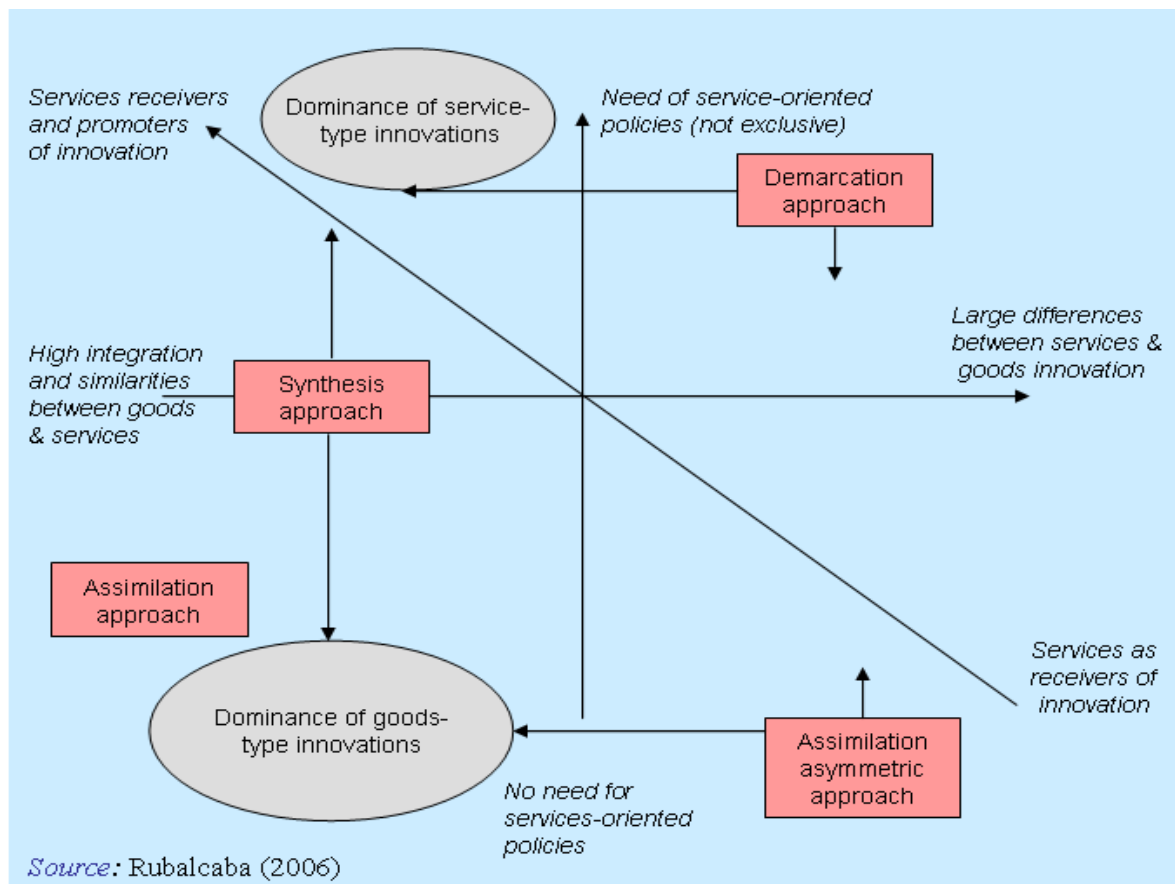 Services receivers
and promoters
of innovation
Dominance of service-
type innovations
Need of service-oriented
policies (not exclusive)
Demarcation
approach
High integration
and similarities
between goods
& services
Synthesis
approach
Large differences
between services &
goods innovation
Assimilation
approach
Dominance of goods-
type innovations
Services as
receivers of
innovation
Assimilation
asymmetric
approach
No need for
services-oriented
policies
Source: Rubalcaba (2006)